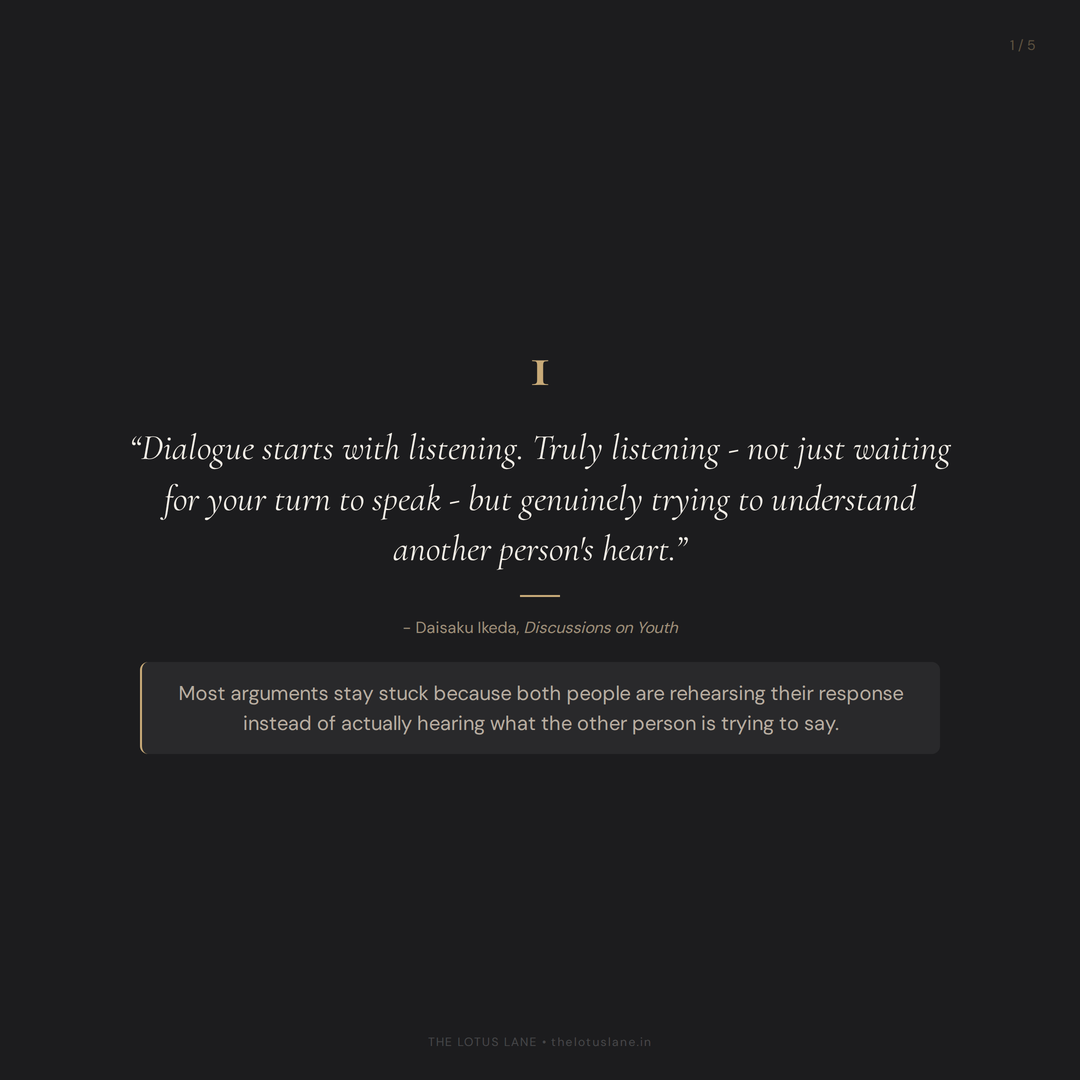 1 / 5
1
“Dialogue starts with listening. Truly listening - not just waiting
for your turn to speak - but genuinely trying to understand
another person's heart.”
– Daisaku Ikeda, Discussions on Youth
Most arguments stay stuck because both people are rehearsing their response
instead of actually hearing what the other person is trying to say.
THE LOTUS LANE • thelotuslane.in